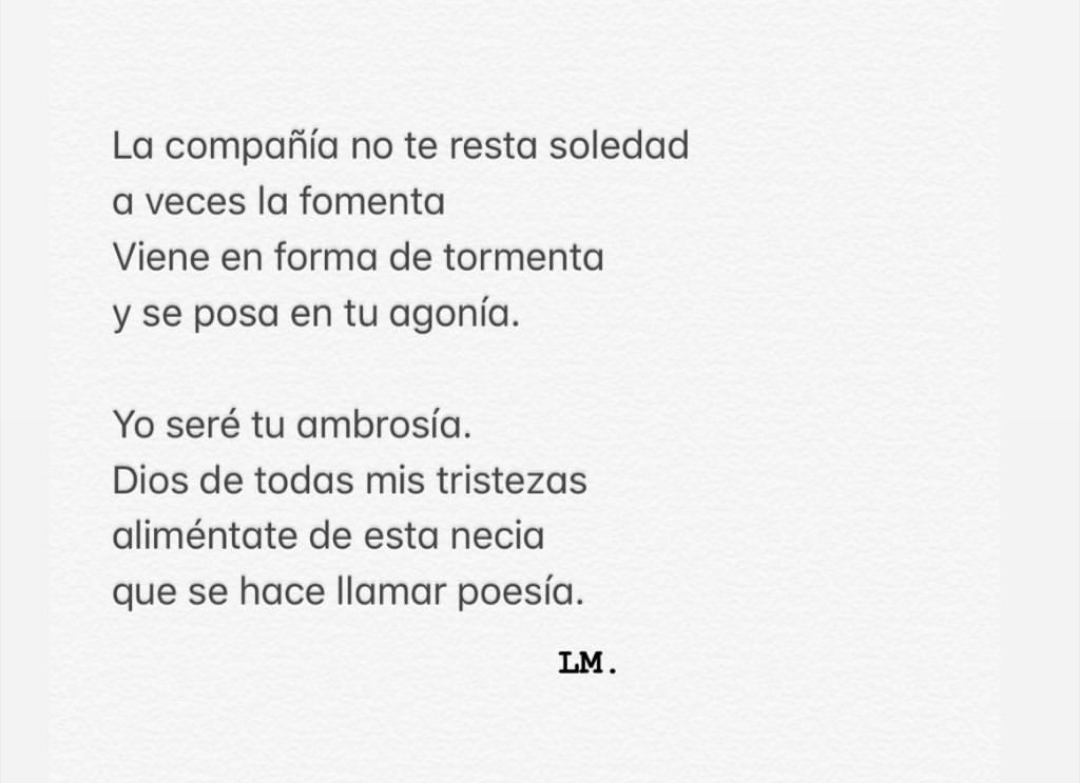 La compañía no te resta soledad
a veces la fomenta
Viene en forma de tormenta
y se posa en tu agonía.
Yo seré tu ambrosía.
Dios de todas mis tristezas
aliméntate de esta necia
que se hace llamar poesía.
LM.